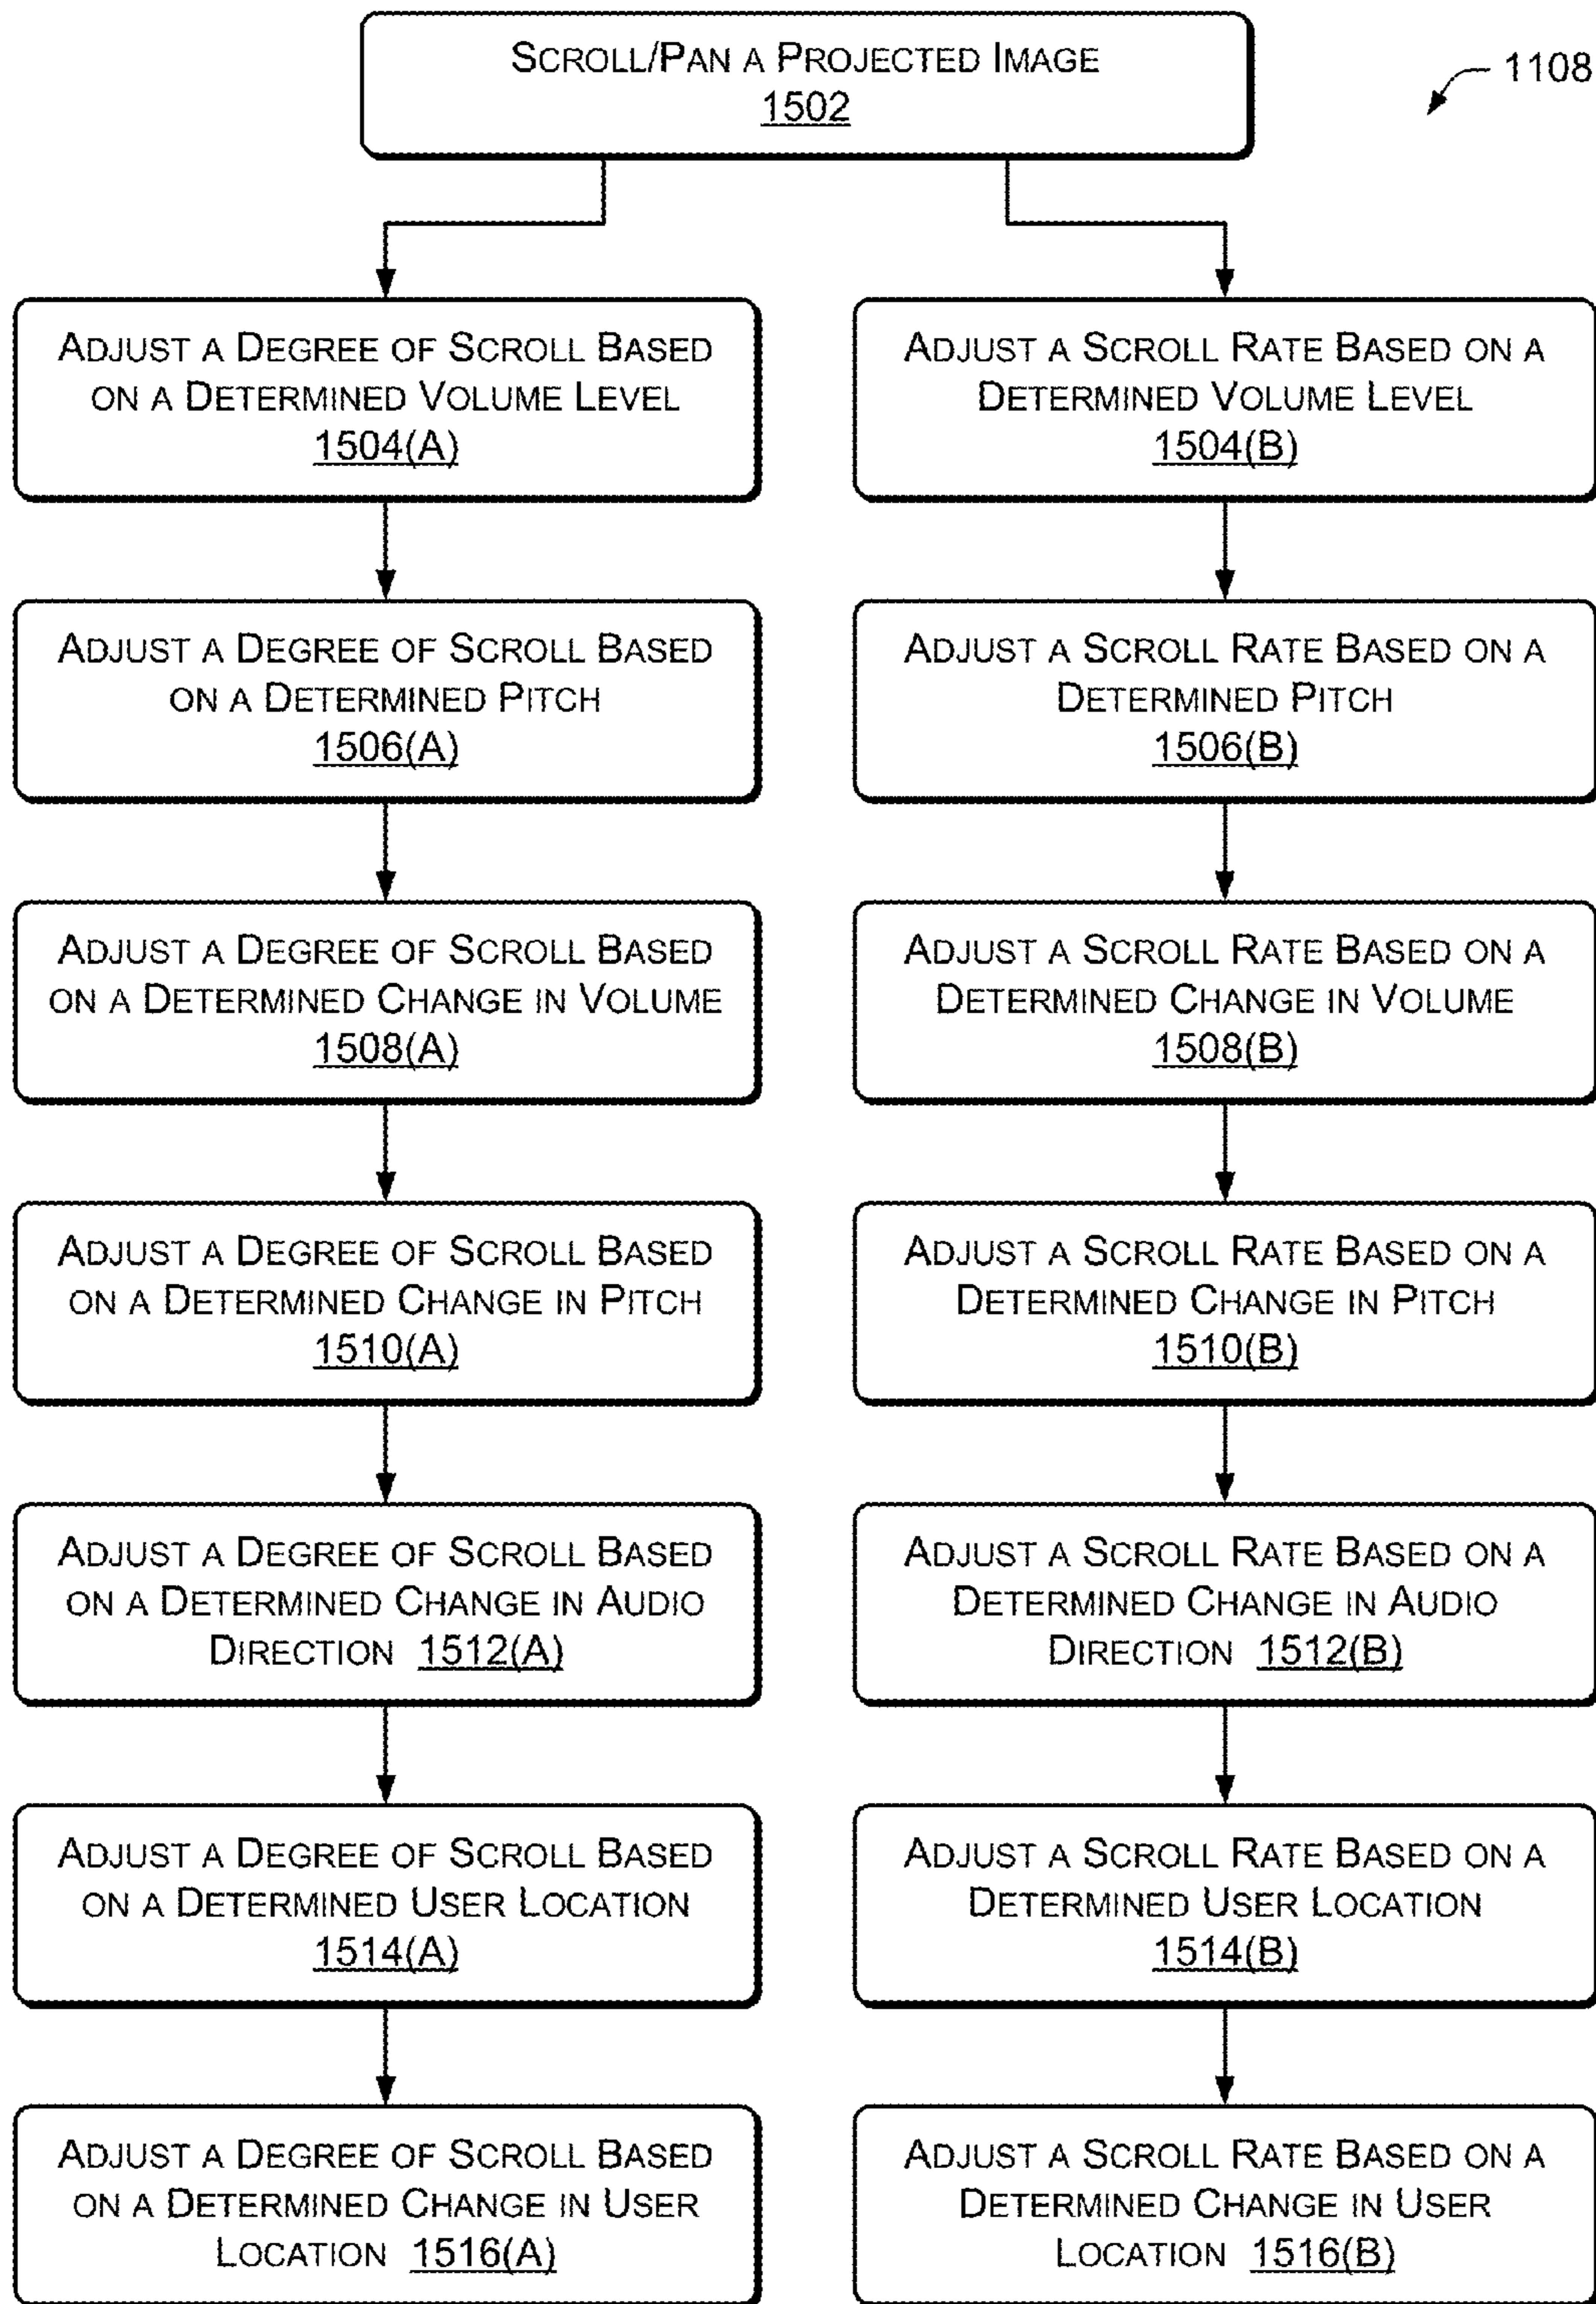 SCROLL/PAN A PROJECTED IMAGE
1502
1108
ADJUST A DEGREE OF SCROLL BASED
ON A DETERMINED VOLUME LEVEL
1504(A)
ADJUST A SCROLL RATE BASED ON A
DETERMINED VOLUME LEVEL
1504(B)
ADJUST A DEGREE OF SCROLL BASED
ON A DETERMINED PITCH
1506(A)
ADJUST A SCROLL RATE BASED ON A
DETERMINED PITCH
1506(B)
ADJUST A DEGREE OF SCROLL BASED
ON A DETERMINED CHANGE IN VOLUME
1508(A)
ADJUST A SCROLL RATE BASED ON A
DETERMINED CHANGE IN VOLUME
1508(B)
ADJUST A DEGREE OF SCROLL BASED
ON A DETERMINED CHANGE IN PITCH
1510(A)
ADJUST A SCROLL RATE BASED ON A
DETERMINED CHANGE IN PITCH
1510(B)
ADJUST A DEGREE OF SCROLL BASED
ON A DETERMINED CHANGE IN AUDIO
DIRECTION 1512(A)
ADJUST A SCROLL RATE BASED ON A
DETERMINED CHANGE IN AUDIO
DIRECTION 1512(B)
ADJUST A DEGREE OF SCROLL BASED
ON A DETERMINED USER LOCATION
1514(A)
ADJUST A SCROLL RATE BASED ON A
DETERMINED USER LOCATION
1514(B)
ADJUST A DEGREE OF SCROLL BASED
ON A DETERMINED CHANGE IN USER
LOCATION 1516(A)
ADJUST A SCROLL RATE BASED ON A
DETERMINED CHANGE IN USER
LOCATION 1516(B)